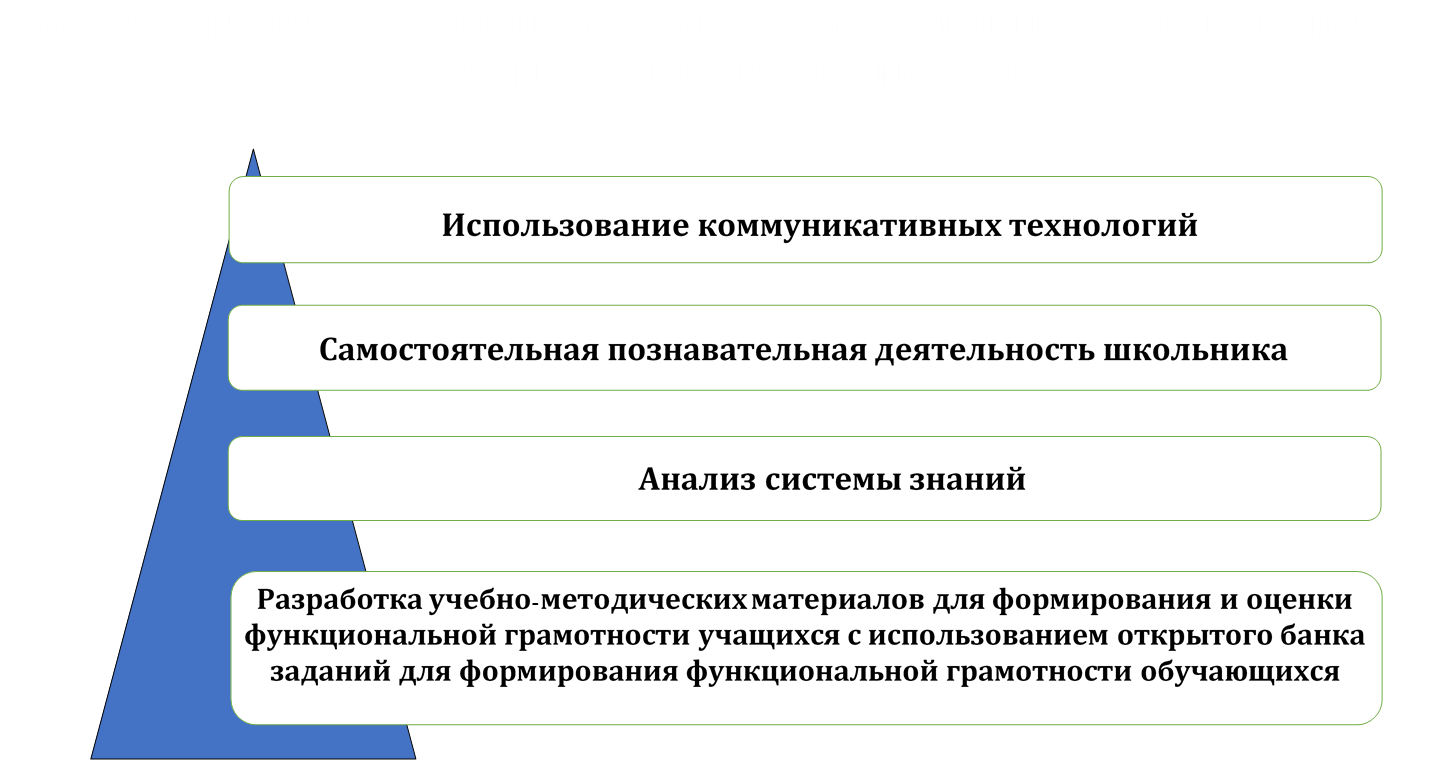 Использование коммуникативных технологий
Самостоятельная познавательная деятельность школьника
Анализ системы знаний
Разработка учебно-методических материалов для формирования и оценки
функциональной грамотности учащихся с использованием открытого банка
заданий для формирования функциональной грамотности обучающихся